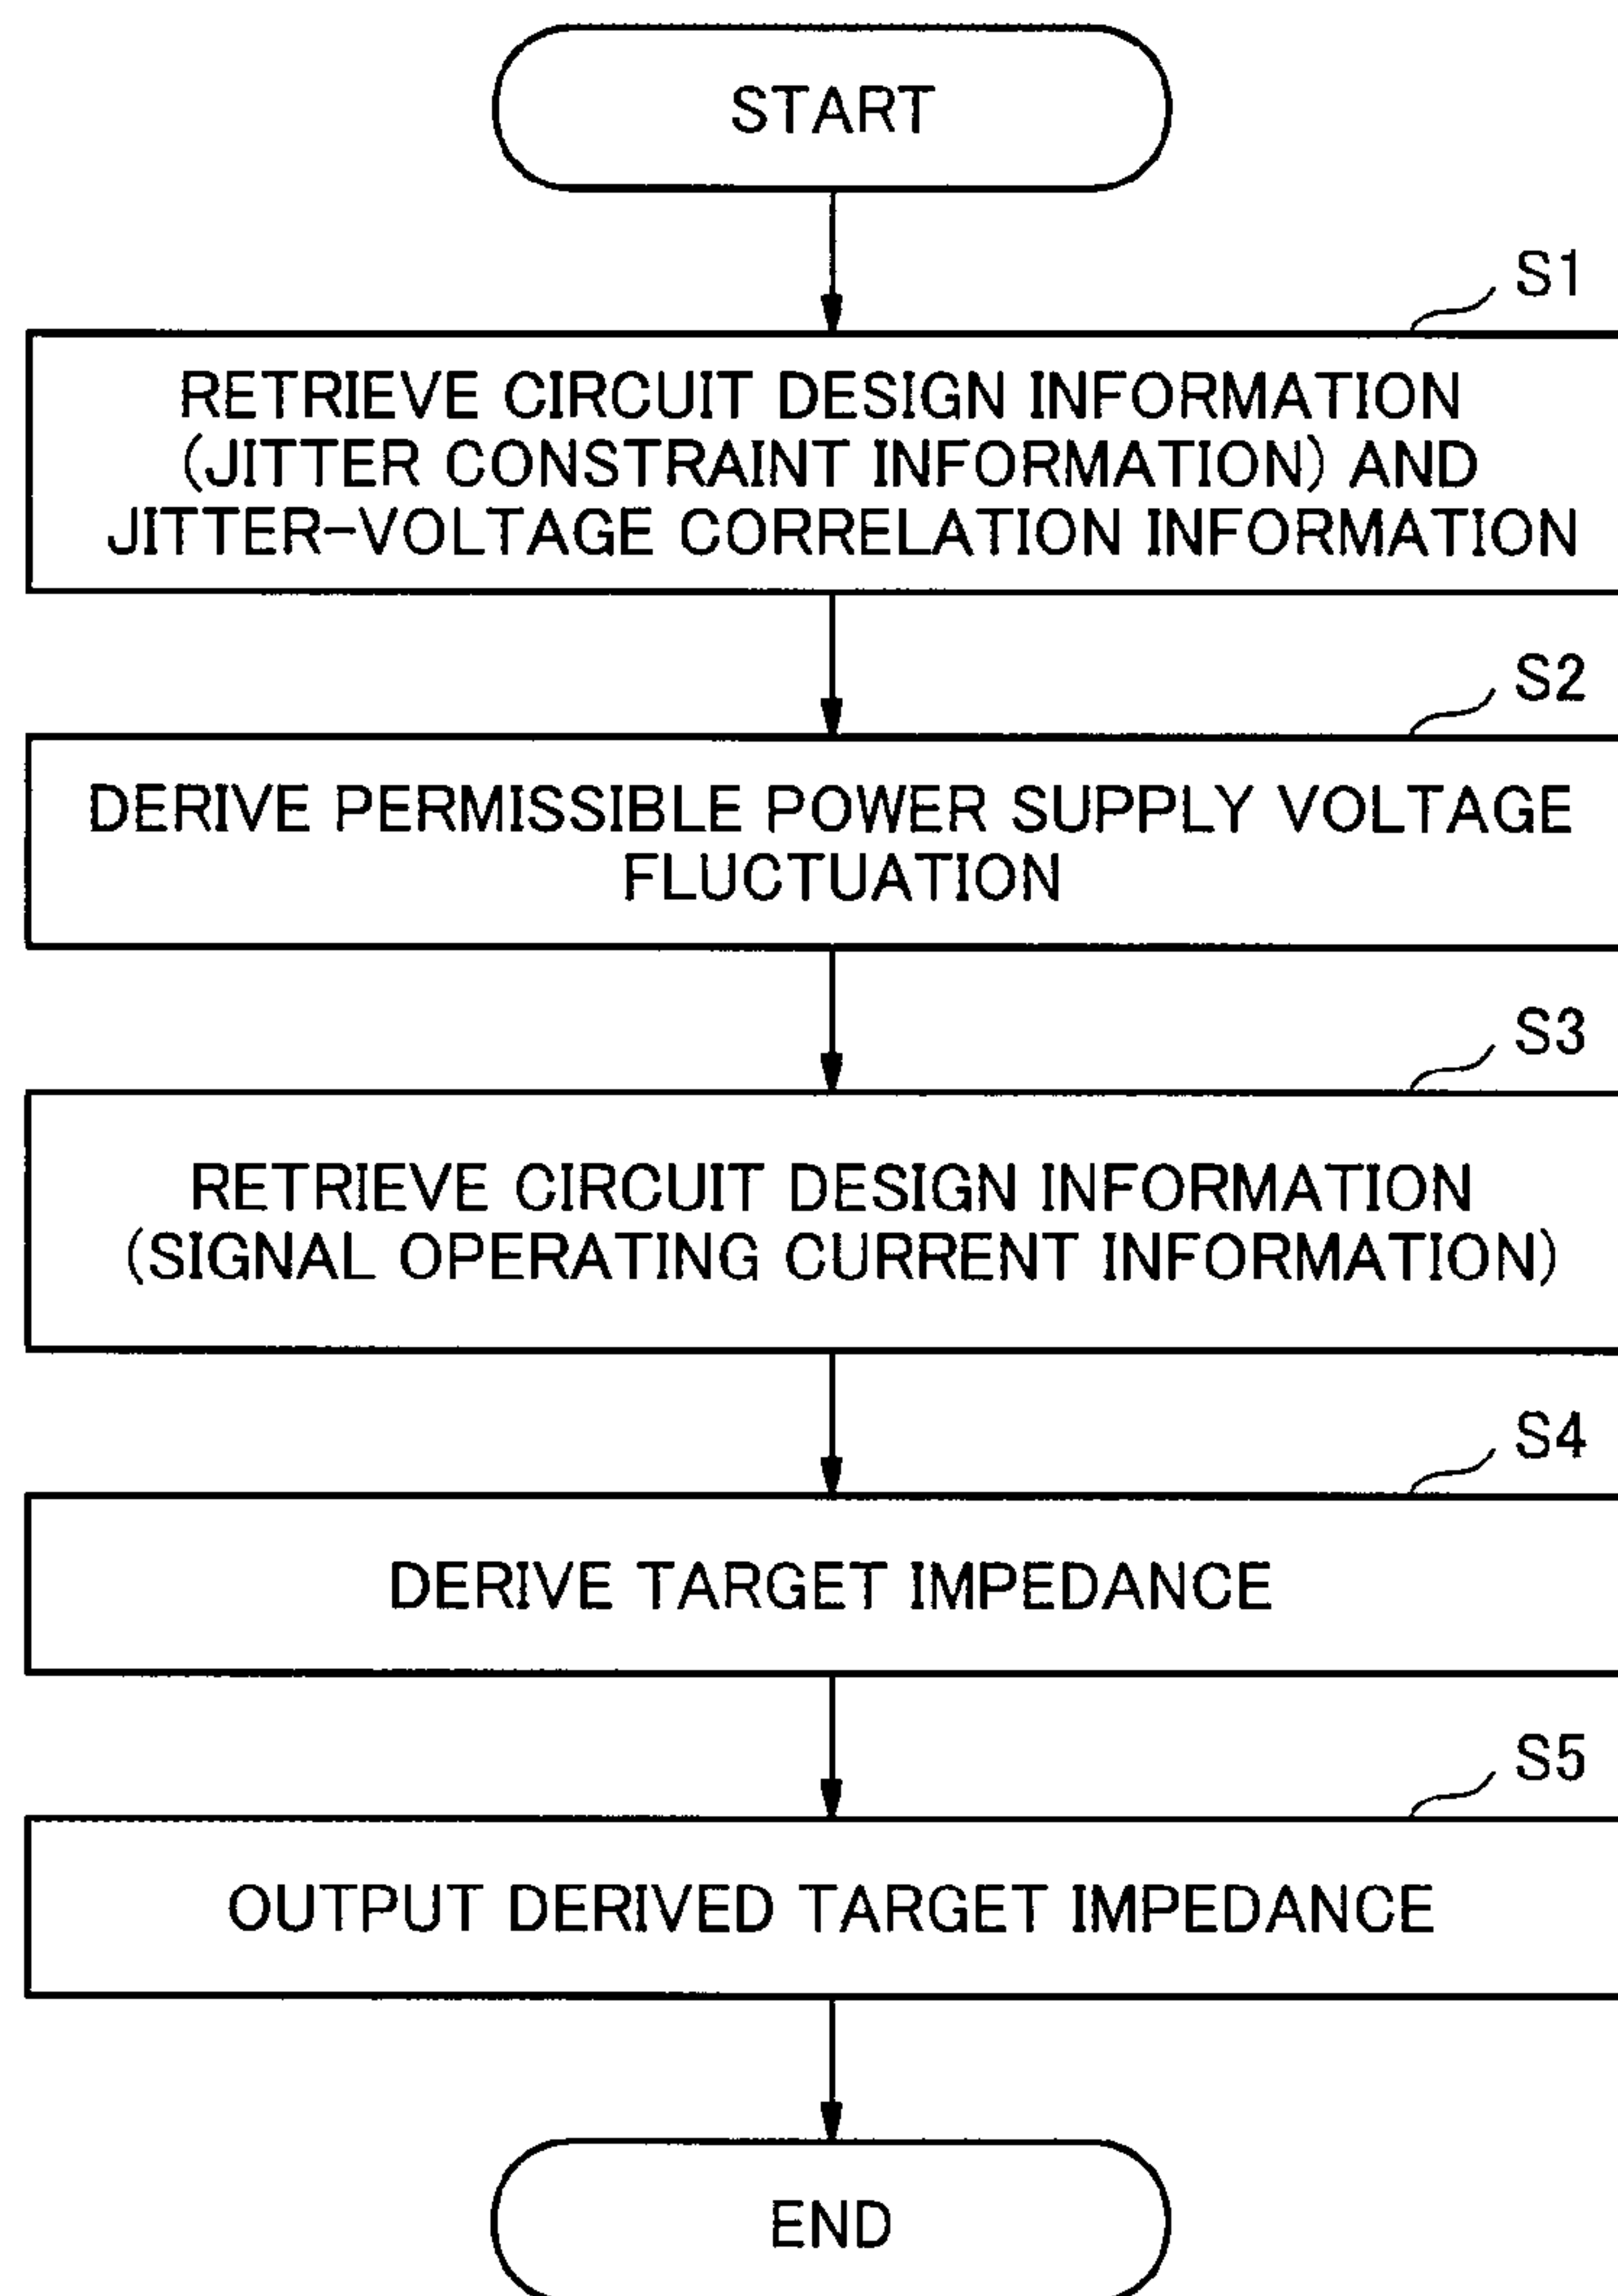 START
S1
RETRIEVE CIRCUIT DESIGN INFORMATION
(JITTER CONSTRAINT INFORMATION) AND
JITTER-VOLTAGE CORRELATION INFORMATION
S2
DERIVE PERMISSIBLE POWER SUPPLY VOLTAGE
FLUCTUATION
S3
RETRIEVE CIRCUIT DESIGN INFORMATION
(SIGNAL OPERATING CURRENT INFORMATION)
S4
DERIVE TARGET IMPEDANCE
S5
OUTPUT DERIVED TARGET IMPEDANCE
END